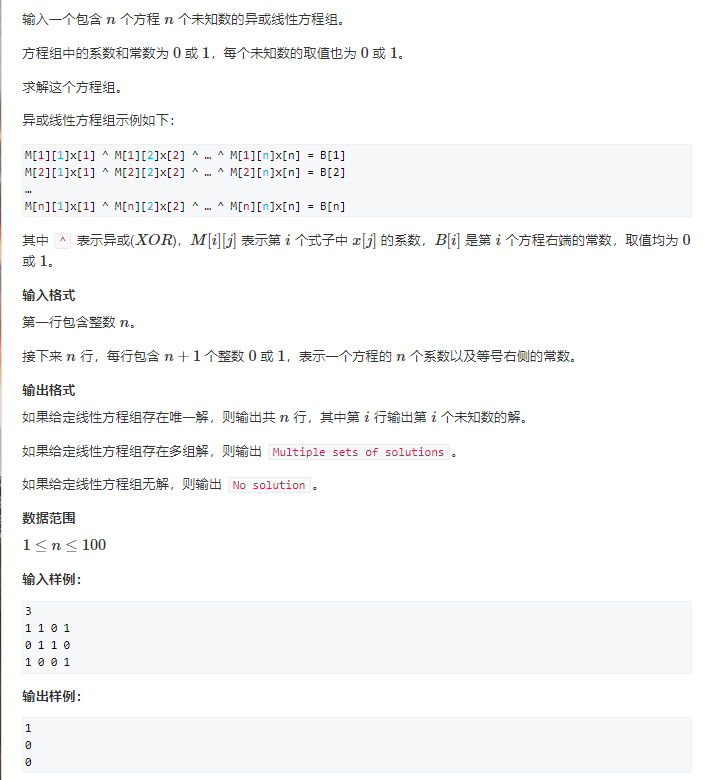 输入一个包含 n 个方程 n 个未知数的异或线性方程组。
方程组中的系数和常数为 0 或 1，每个未知数的取值也为 0 或 1。
求解这个方程组。
异或线性方程组示例如下：
M[1][1]x[1] ^ M[1][2]x[2] ^ … ^ M[1][n]x[n] = B[1]
M[2][1]x[1] ^ M[2][2]x[2] ^ … ^ M[2][n]x[n] = B[2]
…
M[n][1]x[1] ^ M[n][2]x[2] ^ … ^ M[n][n]x[n] = B[n]
其中 ^ 表示异或(XOR)，M[i][j] 表示第 i 个式子中 x[j] 的系数，B[i] 是第 i 个方程右端的常数，取值均为 0
或 1。
输入格式
第一行包含整数 n。
接下来 n 行，每行包含 n + 1 个整数 0 或 1，表示一个方程的 n 个系数以及等号右侧的常数。
输出格式
如果给定线性方程组存在唯一解，则输出共 n 行，其中第 i 行输出第 i 个未知数的解。
如果给定线性方程组存在多组解，则输出 Multiple sets of solutions 。
如果给定线性方程组无解，则输出 No solution 。
数据范围
1 ≤ n ≤ 100
输入样例：
3
1 1 0 1
0 1 1 0
1 0 0 1
输出样例：
1
0
0